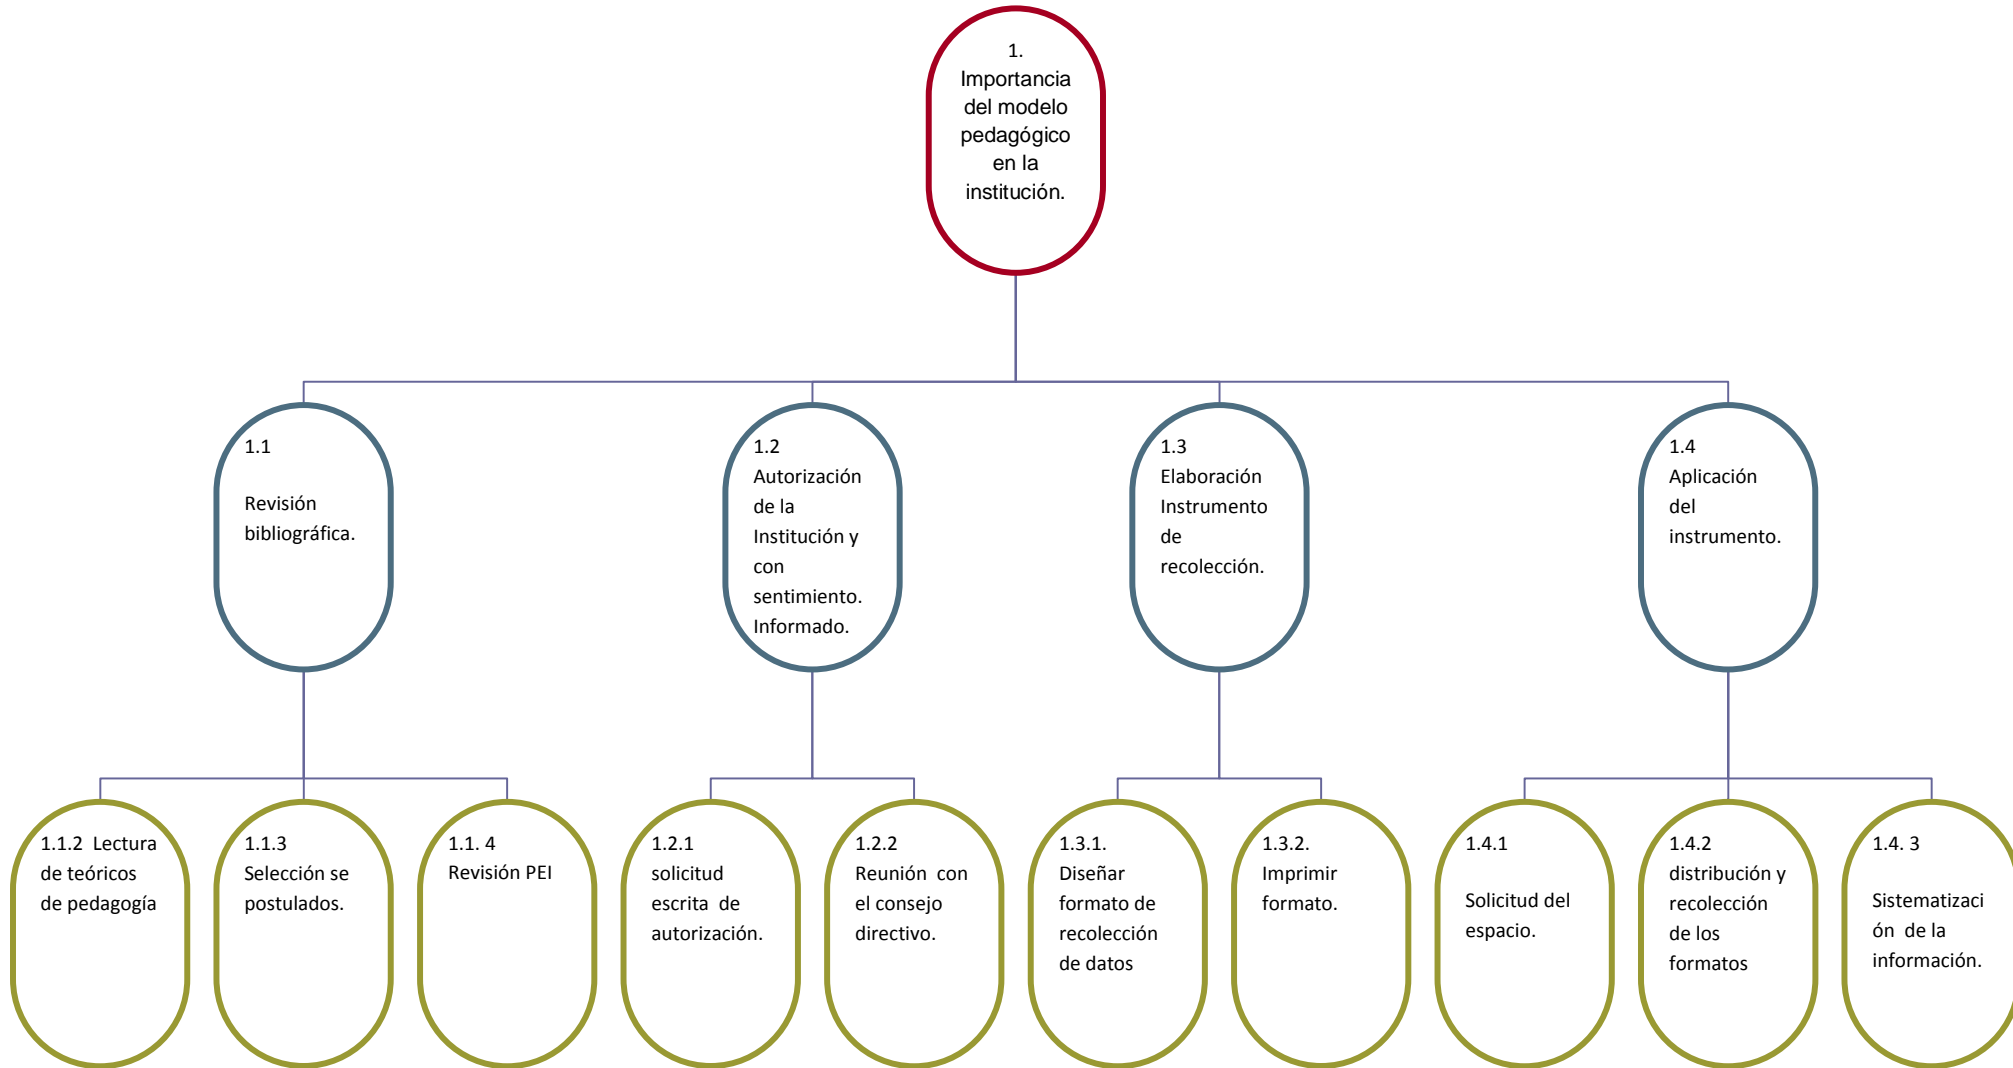 1.
Importancia
del modelo
pedagógico
en la
institución.
1.1
Revisión
bibliográfica.
1.2
Autorización
de la
Institución y
con
sentimiento.
Informado.
1.3
Elaboración
Instrumento
de
recolección.
1.4
Aplicación
del
instrumento.
1.1.2 Lectura
de teóricos
de pedagogía
1.1.3
Selección se
postulados.
1.1. 4
Revisión PEI
1.2.1
solicitud
escrita de
autorización.
1.2.2
Reunión con
el consejo
directivo.
1.3.1.
Diseñar
formato de
recolección
de datos
1.3.2.
Imprimir
formato.
1.4.1
Solicitud del
espacio.
1.4.2
distribución y
recolección
de los
formatos
1.4. 3
Sistematizaci
ón de la
información.